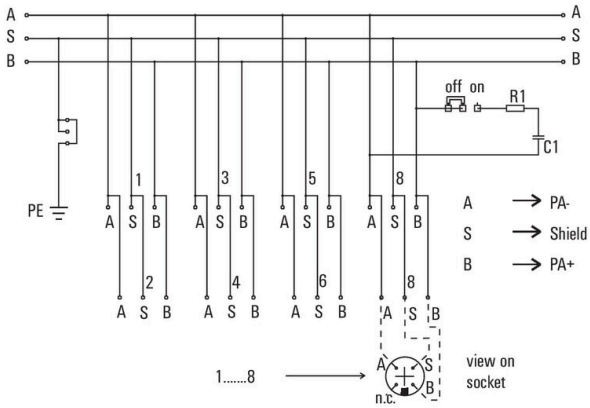 A A
S S
B B
off on
R1
C1
1 3 5 8
PE
A S B A S B A S B A S B
A → PA-
S → Shield
B → PA+
2 4 6 8
A S B A S B A S B A S B
A S
B
n.c.
1.......8
view on
socket